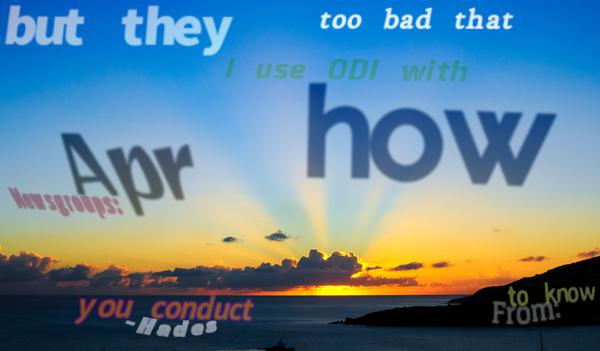 but they
too bad that
I use ODI with
how
Apr
Newsgroups:
you conduct
-Hades
to know
From: